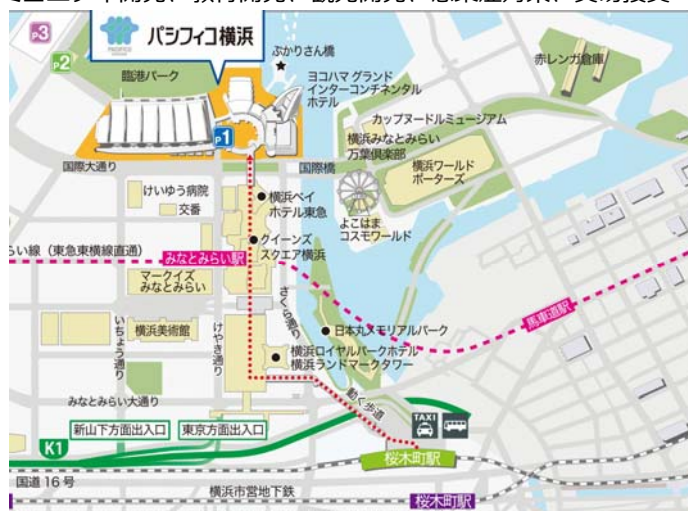 P3
パシフィコ横浜
PACIFICO
P2
ぷかりさん橋
臨港パーク
ヨコハマ グランド
インターコンチネンタル
ホテル
赤レンガ倉庫
P1
カップヌードルミュージアム
横浜みなとみらい
万葉倶楽部
国際大通り
国際橋
横浜ワールド
ポーターズ
けいゆう病院
交番
横浜ベイ
ホテル東急
よこはま
コスモワールド
クイーンズ
スクエア横浜
らい線（東急東横線直通）
みなとみらい駅
マークイズ
みなとみらい
さくら通り
馬車道駅
いちょう通り
横浜美術館
けやき通り
日本丸メモリアルパーク
横浜ロイヤルパークホテル
横浜ランドマークタワー
みなとみらい大通り
動く歩道
TAXI
新山下方面出入口
東京方面出入口
K1
桜木町駅
国道16号
横浜市営地下鉄
桜木町駅